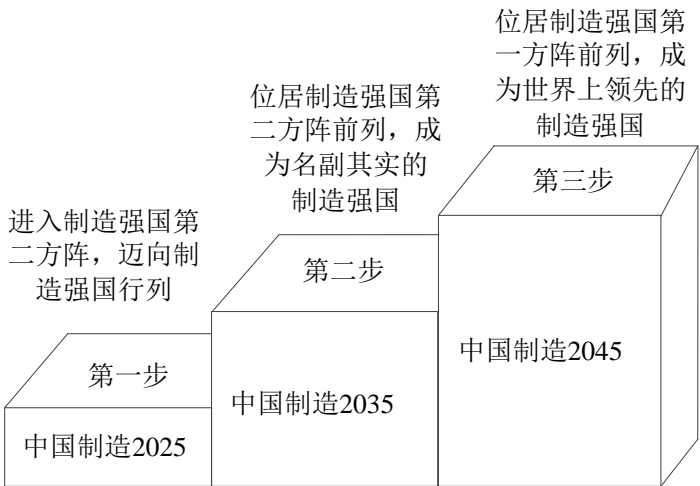 进入制造强国第
二方阵，迈向制
造强国行列
第一步
中国制造2025
位居制造强国第
二方阵前列，成
为名副其实的
制造强国
第二步
中国制造2035
位居制造强国第
一方阵前列，成
为世界上领先的
制造强国
第三步
中国制造2045